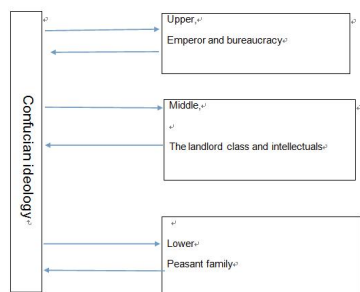 Confucian ideology
Upper,
Emperor and bureaucracy
Middle,
The landlord class and intellectuals
Lower
Peasant family